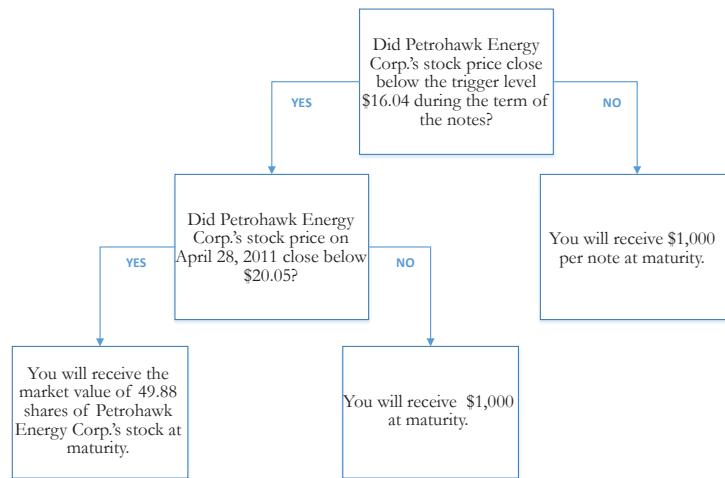 Did Petrohawk Energy
Corp.'s stock price close
below the trigger level
$16.04 during the term of
the notes?
YES
NO
Did Petrohawk Energy
Corp.'s stock price on
April 28, 2011 close below
$20.05?
You will receive $1,000
per note at maturity.
YES
NO
You will receive the
market value of 49.88
shares of Petrohawk
Energy Corp.'s stock at
maturity.
You will receive $1,000
at maturity.